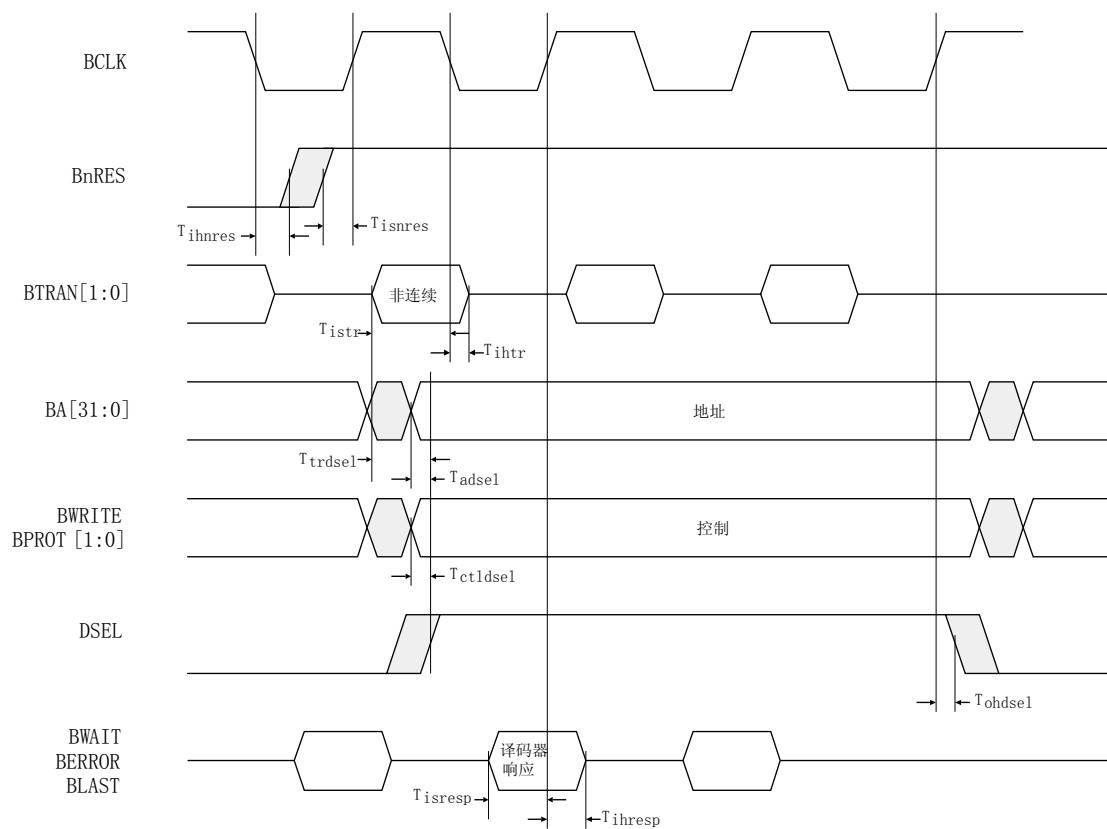 BCLK
BnRES
Tihnres
Tisnres
BTRAN[1:0]
非连续
Tistr
Tihtr
BA[31:0]
地址
Ttrdsel
Tadsel
BWRITE
BPROT [1:0]
控制
Tctldsel
DSEL
Tohdsel
BWAIT
BERROR
BLAST
译码器
响应
Tisresp
Tihresp